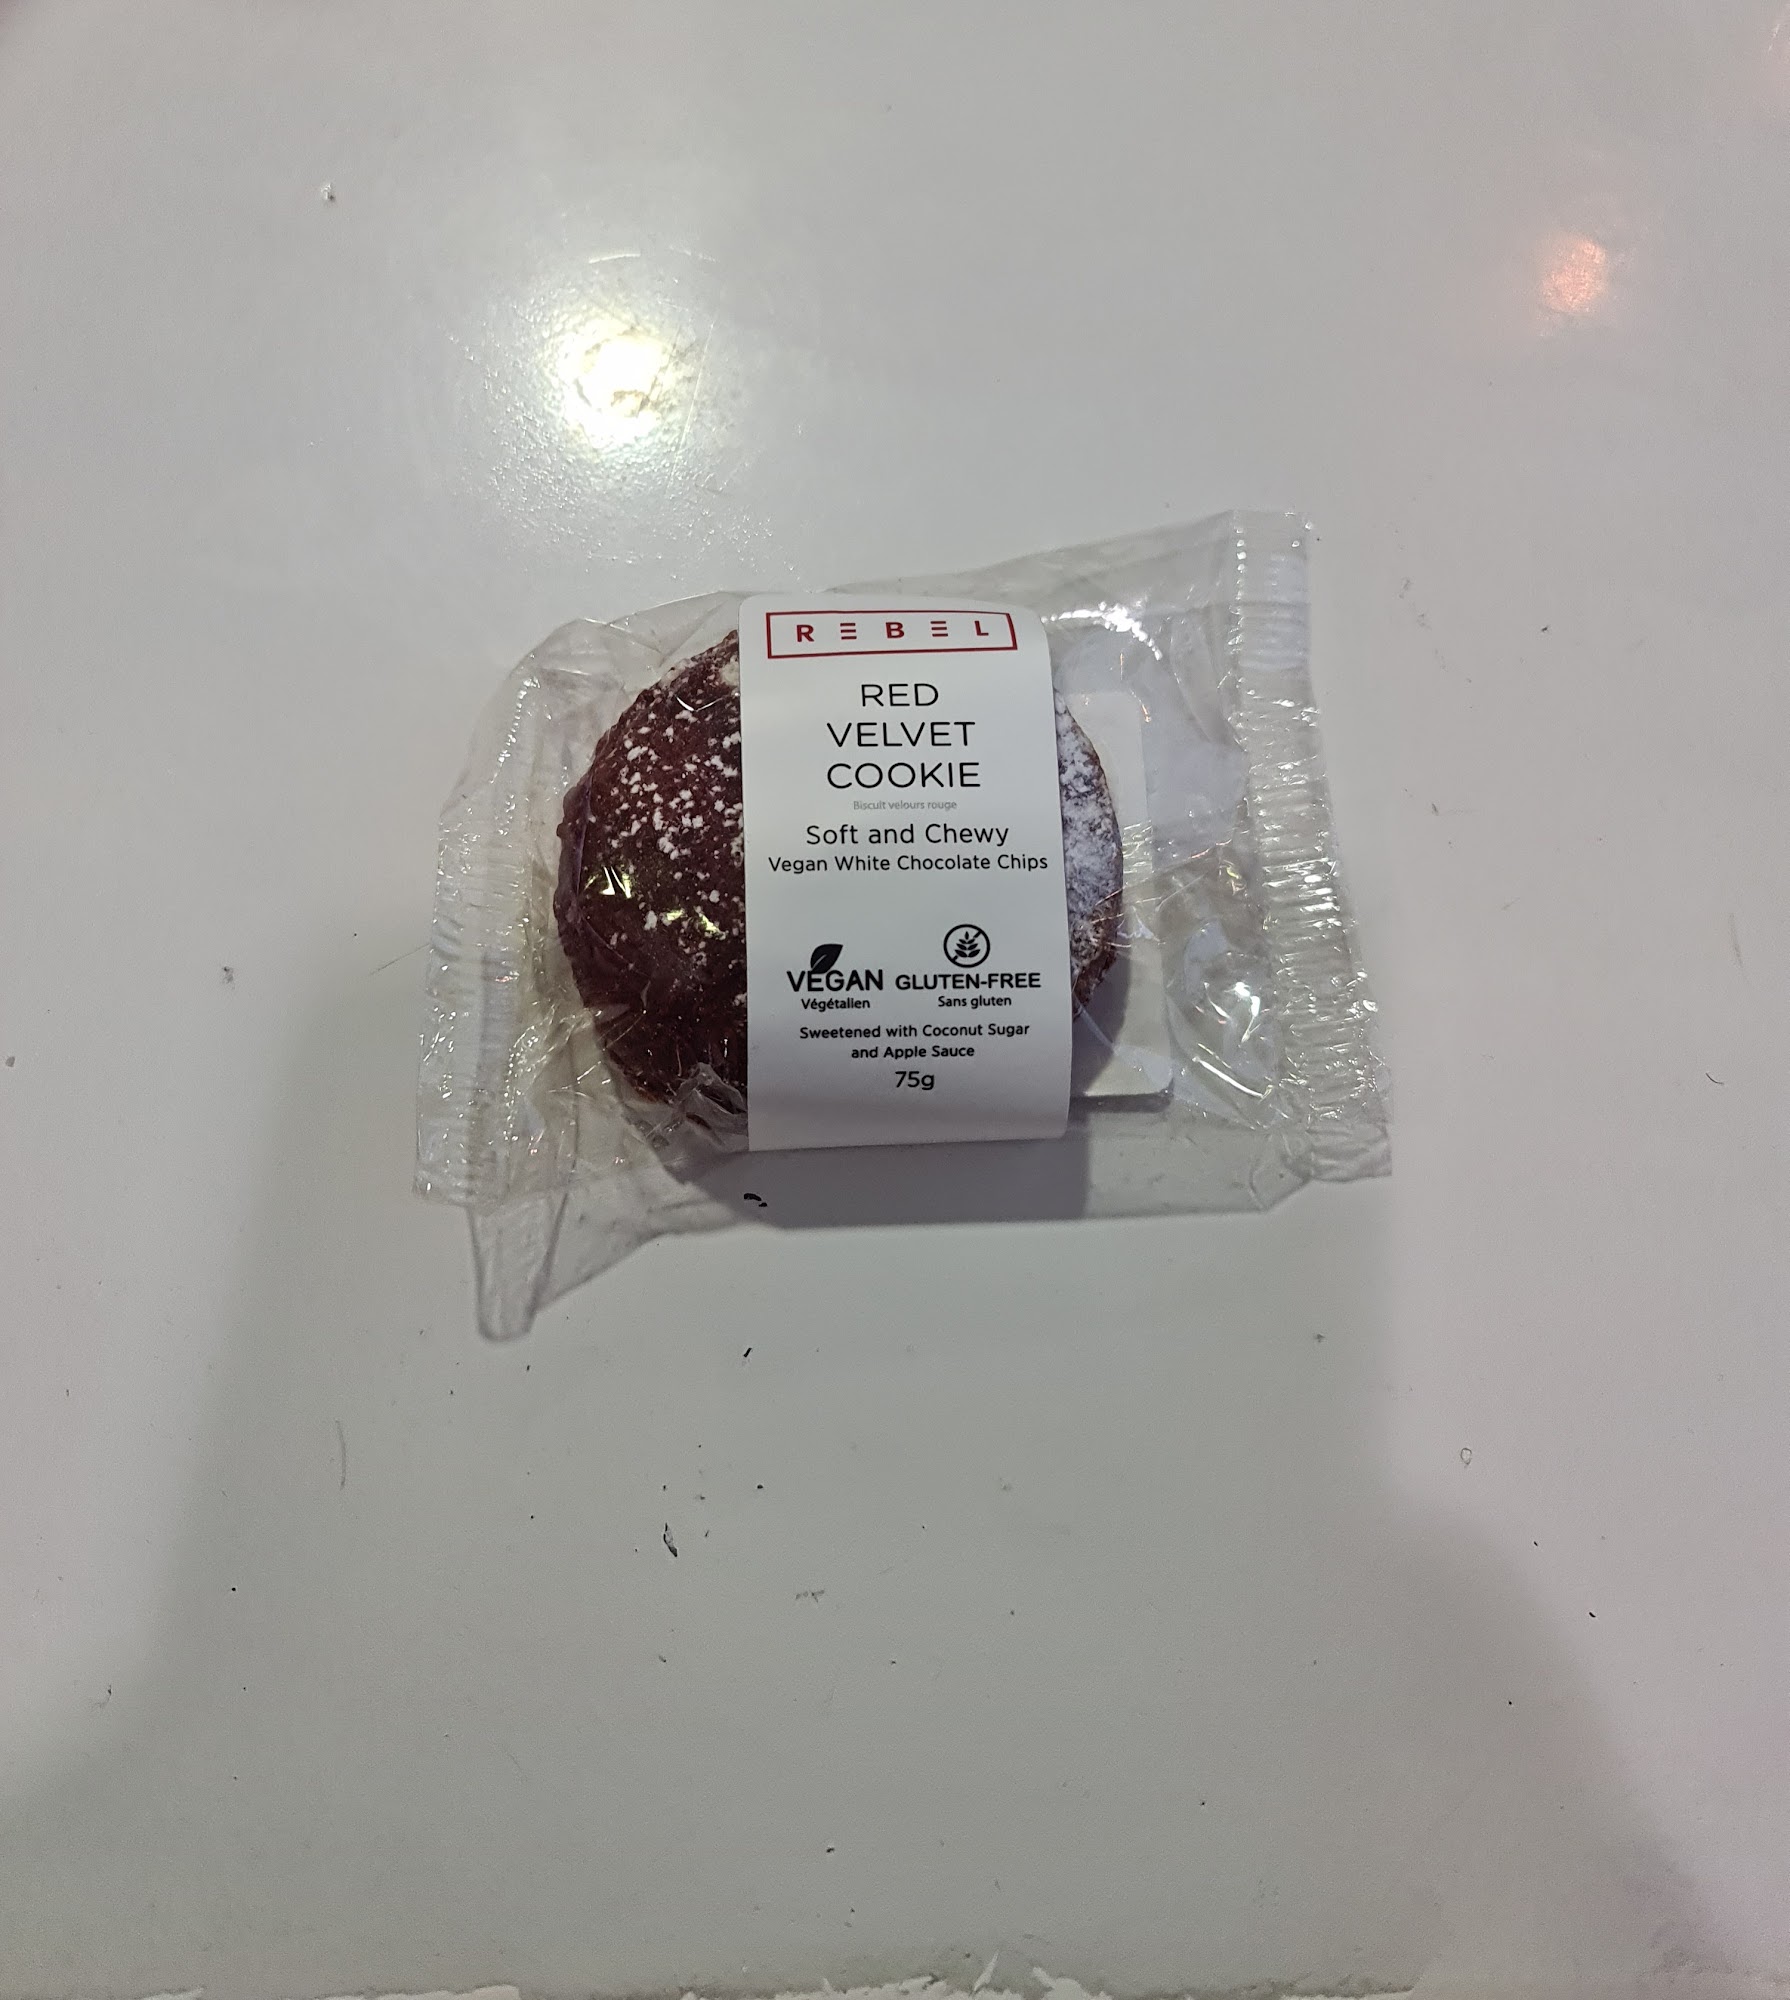 REBEL
RED
VELVET
COOKIE
Biscuit velours rouge
Soft and Chewy
Vegan White Chocolate Chips
VEGAN GLUTEN-FREE
Végétalien Sans gluten
Sweetened with Coconut Sugar
and Apple Sauce
75g